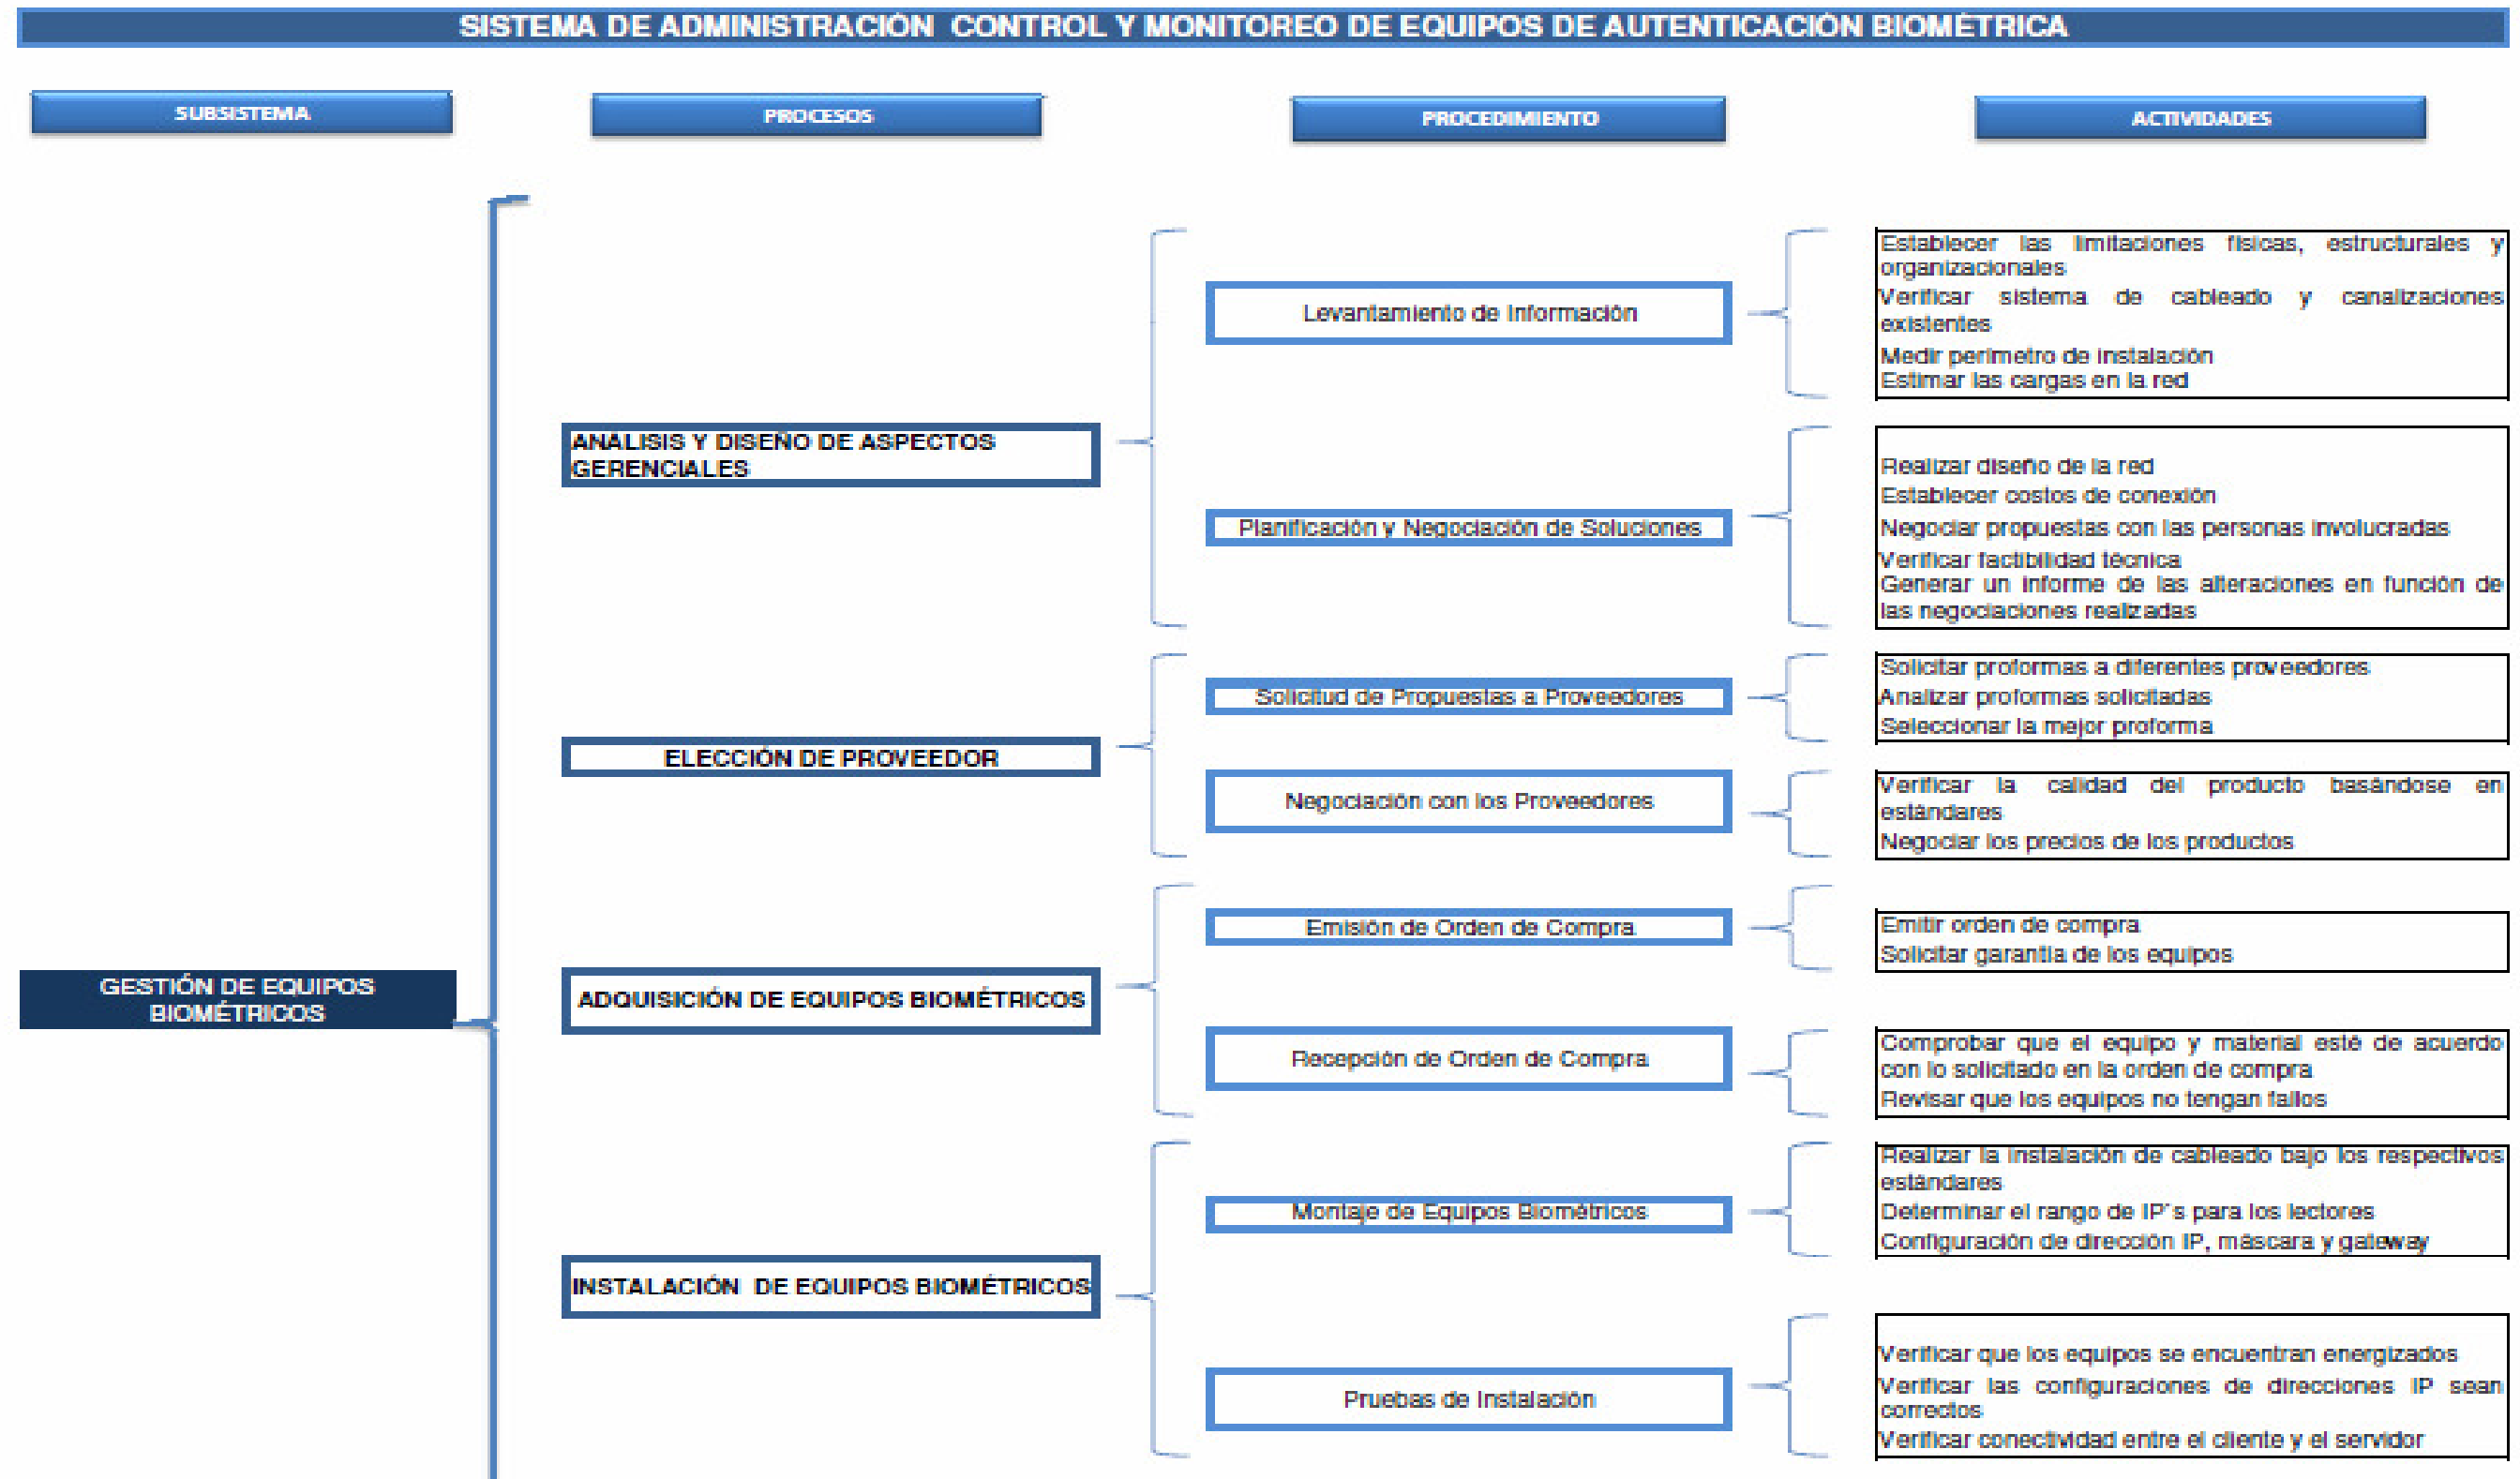 SISTEMA DE ADMINISTRACIÓN CONTROL Y MONITOREO DE EQUIPOS DE AUTENTICACIÓN BIOMÉTRICA
SUBSISTEMA
PROCESOS
PROCEDIMIENTO
ACTIVIDADES
GESTIÓN DE EQUIPOS
BIOMÉTRICOS
ANÁLISIS Y DISEÑO DE ASPECTOS
GERENCIALES
Levantamiento de Información
Establecer las limitaciones físicas, estructurales y
organizacionales
Verificar sistema de cableado y canalizaciones
existentes
Medir perímetro de instalación
Estimar las cargas en la red
Planificación y Negociación de Soluciones
Realizar diseño de la red
Establecer costos de conexión
Negociar propuestas con las personas involucradas
Verificar factibilidad técnica
Generar un informe de las alteraciones en función de
las negociaciones realizadas
ELECCIÓN DE PROVEEDOR
Solicitud de Propuestas a Proveedores
Solicitar proformas a diferentes proveedores
Analizar proformas solicitadas
Seleccionar la mejor proforma
Negociación con los Proveedores
Verificar la calidad del producto basándose en
estándares
Negociar los precios de los productos
ADQUISICIÓN DE EQUIPOS BIOMÉTRICOS
Emisión de Orden de Compra
Emitir orden de compra
Solicitar garantía de los equipos
Recepción de Orden de Compra
Comprobar que el equipo y material esté de acuerdo
con lo solicitado en la orden de compra
Revisar que los equipos no tengan fallos
INSTALACIÓN DE EQUIPOS BIOMÉTRICOS
Montaje de Equipos Biométricos
Realizar la instalación de cableado bajo los respectivos
estándares
Determinar el rango de IP´s para los lectores
Configuración de dirección IP, máscara y gateway
Pruebas de Instalación
Verificar que los equipos se encuentran energizados
Verificar las configuraciones de direcciones IP sean
correctos
Verificar conectividad entre el cliente y el servidor